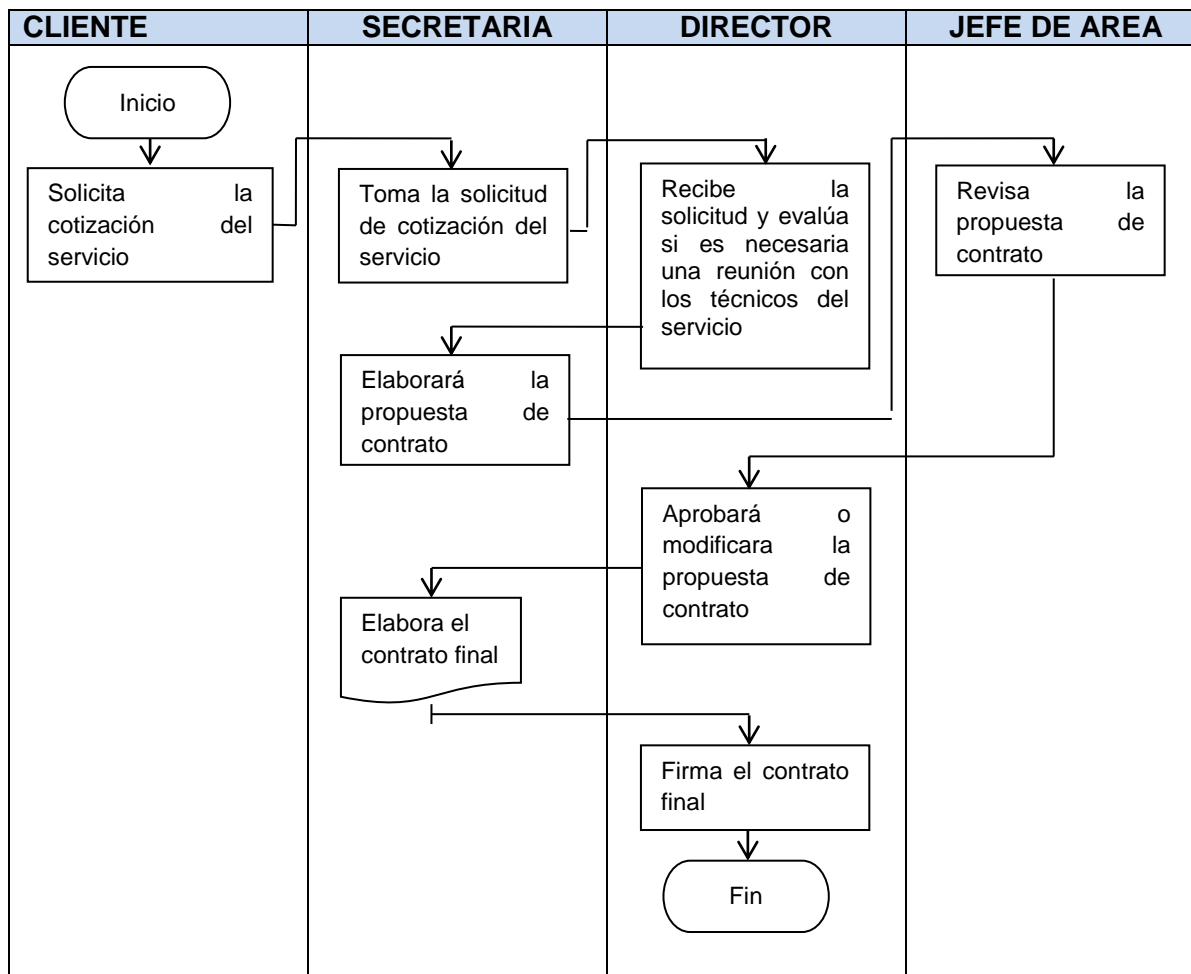 CLIENTE
SECRETARIA
DIRECTOR
JEFE DE AREA
Inicio
Solicita la
cotización del
servicio
Toma la solicitud
de cotización del
servicio
Recibe la
solicitud y evalúa
si es necesaria
una reunión con
los técnicos del
servicio
Revisa la
propuesta de
contrato
Elaborará la
propuesta de
contrato
Aprobará o
modificara la
propuesta de
contrato
Elabora el
contrato final
Firma el contrato
final
Fin